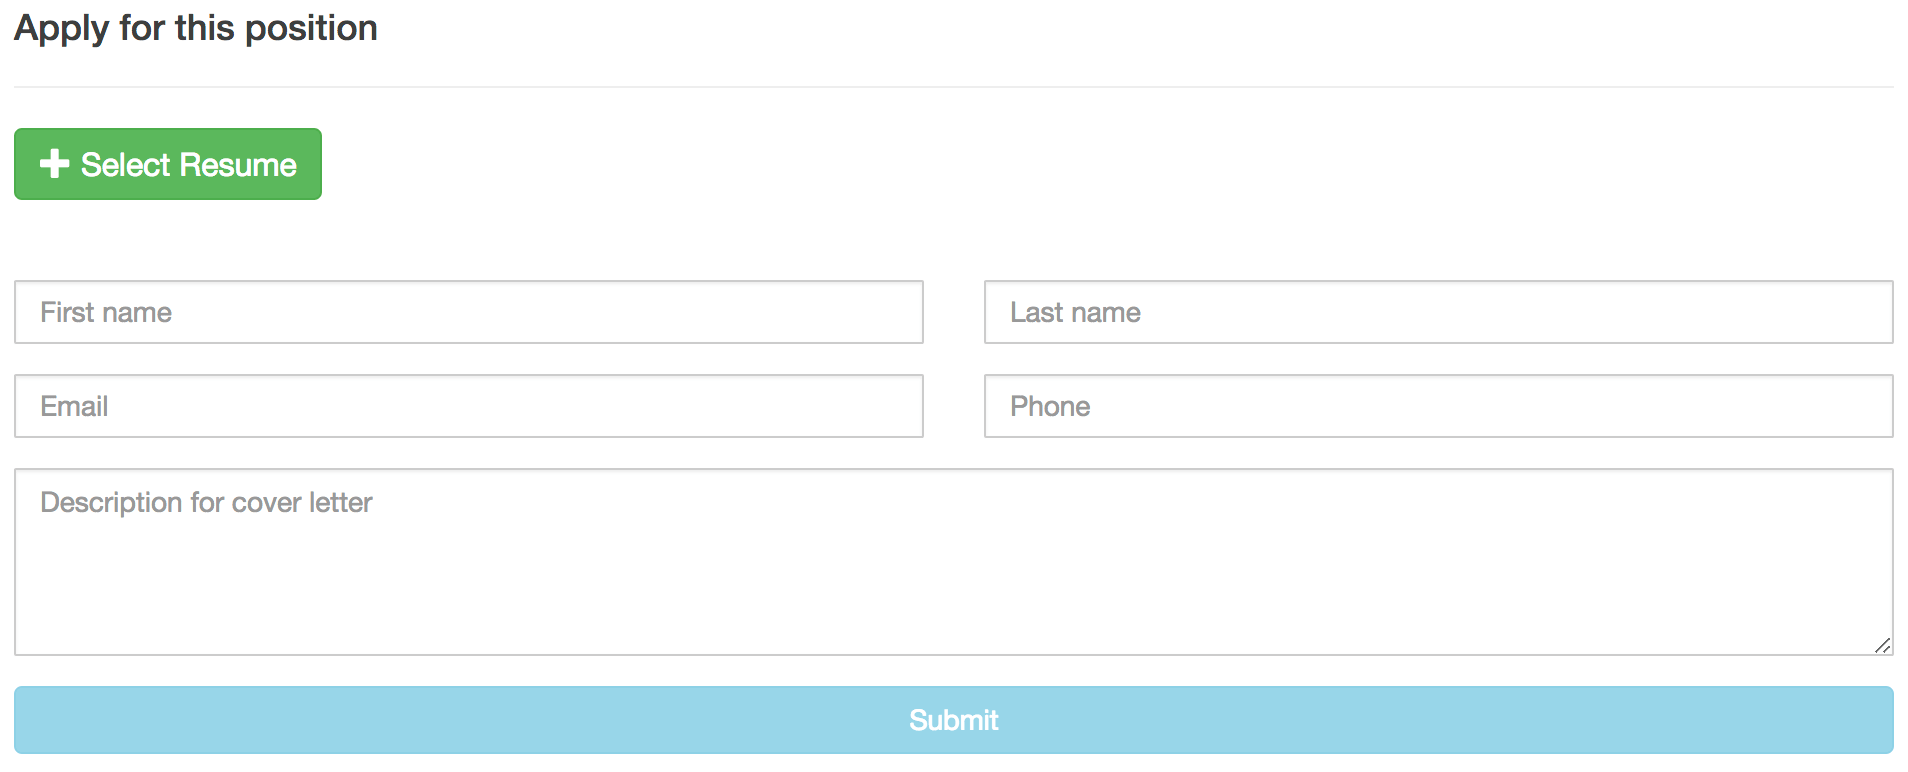 Apply for this position
Select Resume
First name
Last name
Email
Phone
Description for cover letter
Submit